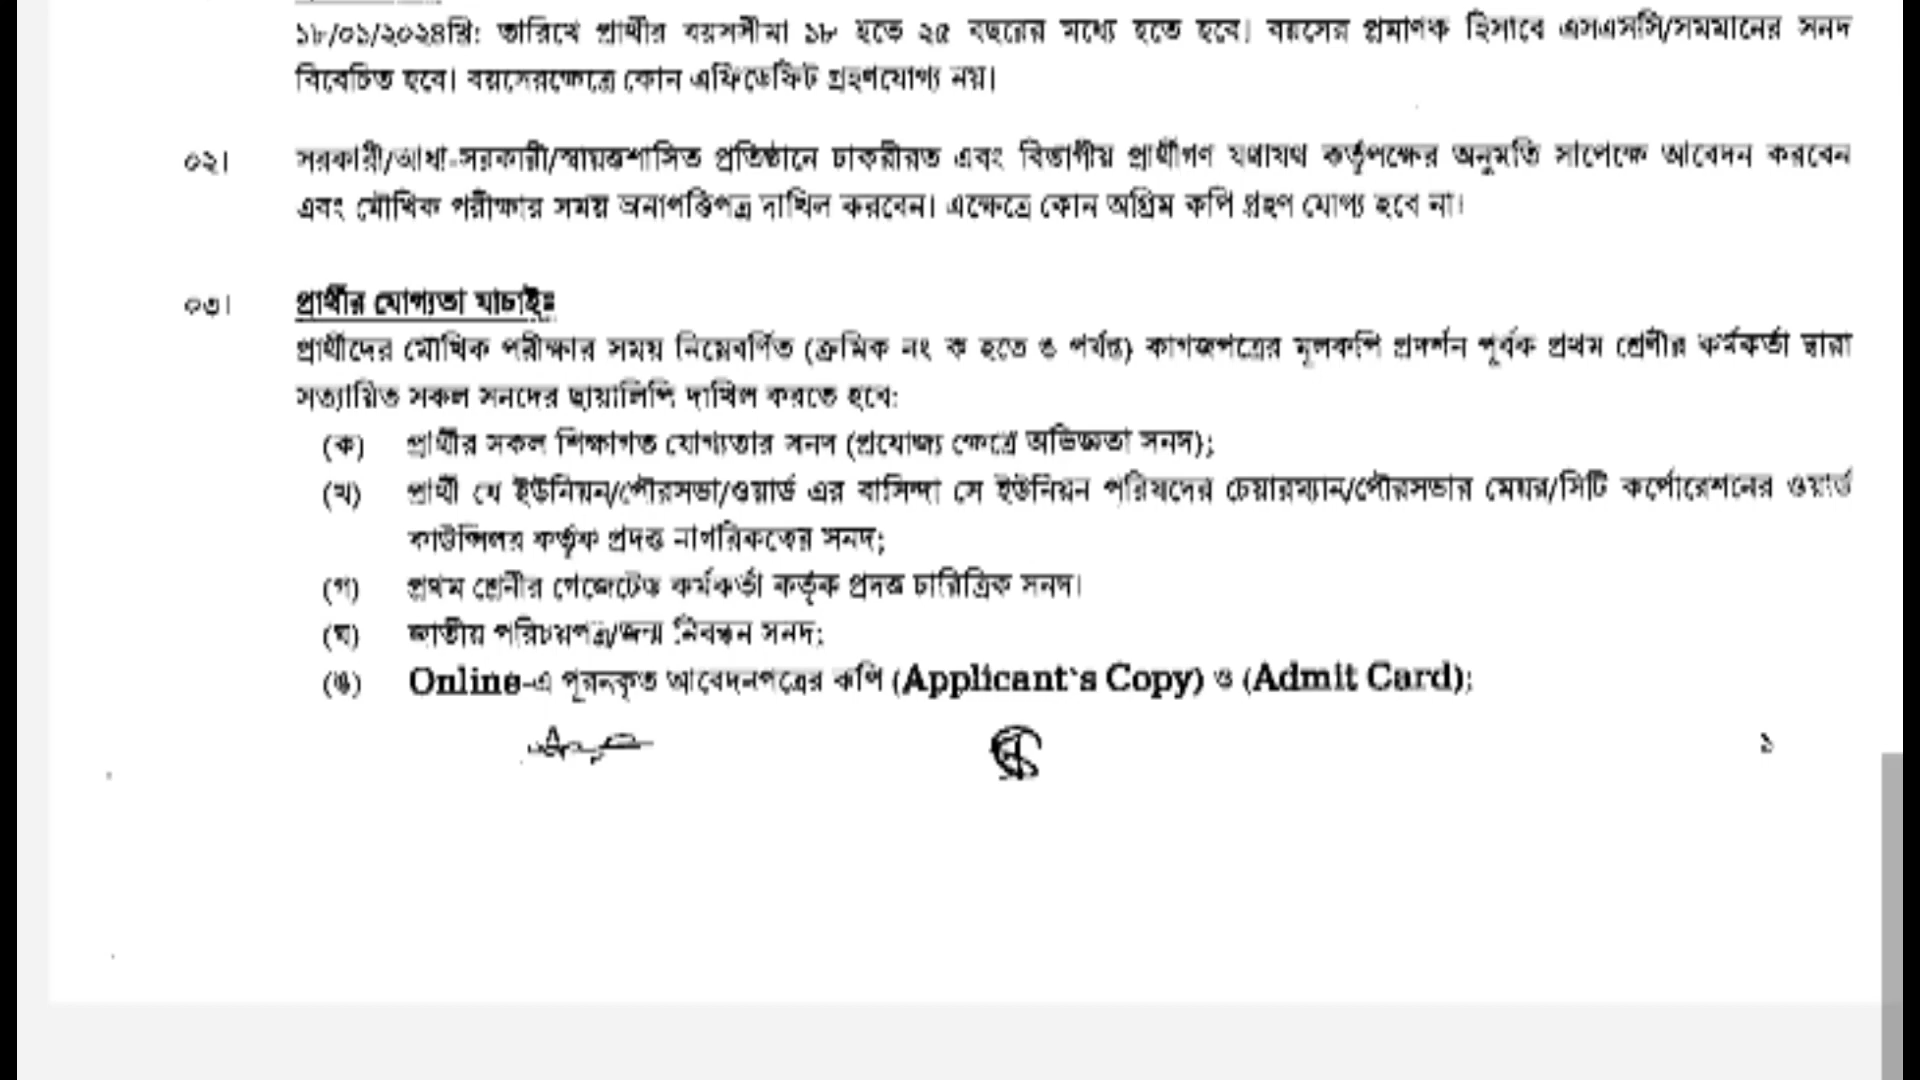 ১৮/০১/২০২৪খ্রি: তারিখে প্রার্থীর বয়সসীমা ১৮ হতে ২৫ বছরের মধ্যে হতে হবে। বয়সের প্রমাণক হিসাবে এসএসসি/সমমানের সনদ
বিবেচিত হবে। বয়সেরক্ষেত্রে কোন এফিডেফিট গ্রহণযোগ্য নয়।
০২। সরকারী/আধা-সরকারী/স্বায়ত্তশাসিত প্রতিষ্ঠানে চাকরীরত এবং বিভাগীয় প্রার্থীগণ যথাযথ কর্তৃপক্ষের অনুমতি সাপেক্ষে আবেদন করবেন
এবং মৌখিক পরীক্ষার সময় অনাপত্তিপত্র দাখিল করবেন। এক্ষেত্রে কোন অগ্রিম কপি গ্রহণ যোগ্য হবে না।
০৩। প্রার্থীর যোগ্যতা যাচাইঃ
প্রার্থীদের মৌখিক পরীক্ষার সময় নিম্নেবর্ণিত (ক্রমিক নং ক হতে ঙ পর্যন্ত) কাগজপত্রের মূলকপি প্রদর্শন পূর্বক প্রথম শ্রেণীর কর্মকর্তা দ্বারা
সত্যায়িত সকল সনদের ছায়ালিপি দাখিল করতে হবে:
(ক) প্রার্থীর সকল শিক্ষাগত যোগ্যতার সনদ (প্রযোজ্য ক্ষেত্রে অভিজ্ঞতা সনদ);
(খ) প্রার্থী যে ইউনিয়ন/পৌরসভা/ওয়ার্ড এর বাসিন্দা সে ইউনিয়ন পরিষদের চেয়ারম্যান/পৌরসভার মেয়র/সিটি কর্পোরেশনের ওয়ার্ড
কাউন্সিলর কর্তৃক প্রদত্ত নাগরিকত্বের সনদ;
(গ) প্রথম শ্রেনীর গেজেটেড কর্মকর্তা কর্তৃক প্রদত্ত চারিত্রিক সনদ।
(ঘ) জাতীয় পরিচয়পত্র/জন্ম নিবন্ধন সনদ;
(ঙ) Online-এ পূরনকৃত আবেদনপত্রের কপি (Applicant`s Copy) ও (Admit Card);
১